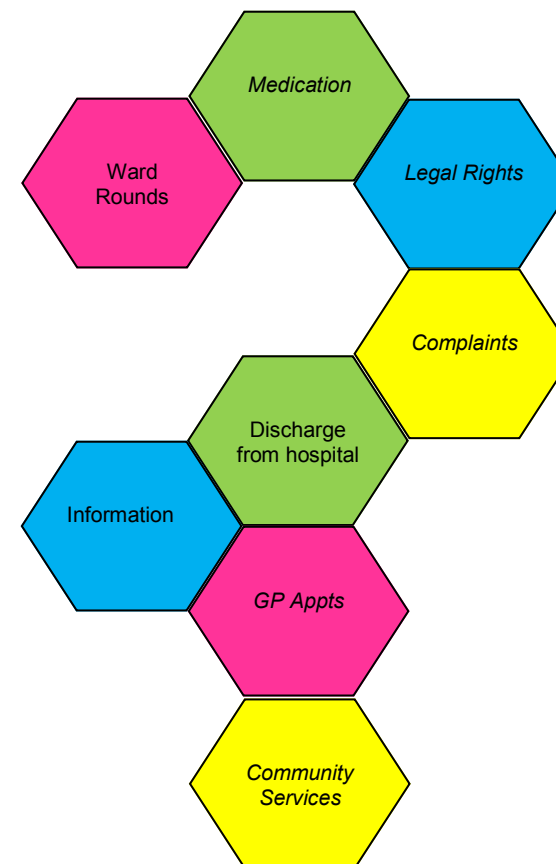 Medication
Ward
Rounds
Legal Rights
Complaints
Discharge
from hospital
Information
GP Appts
Community
Services